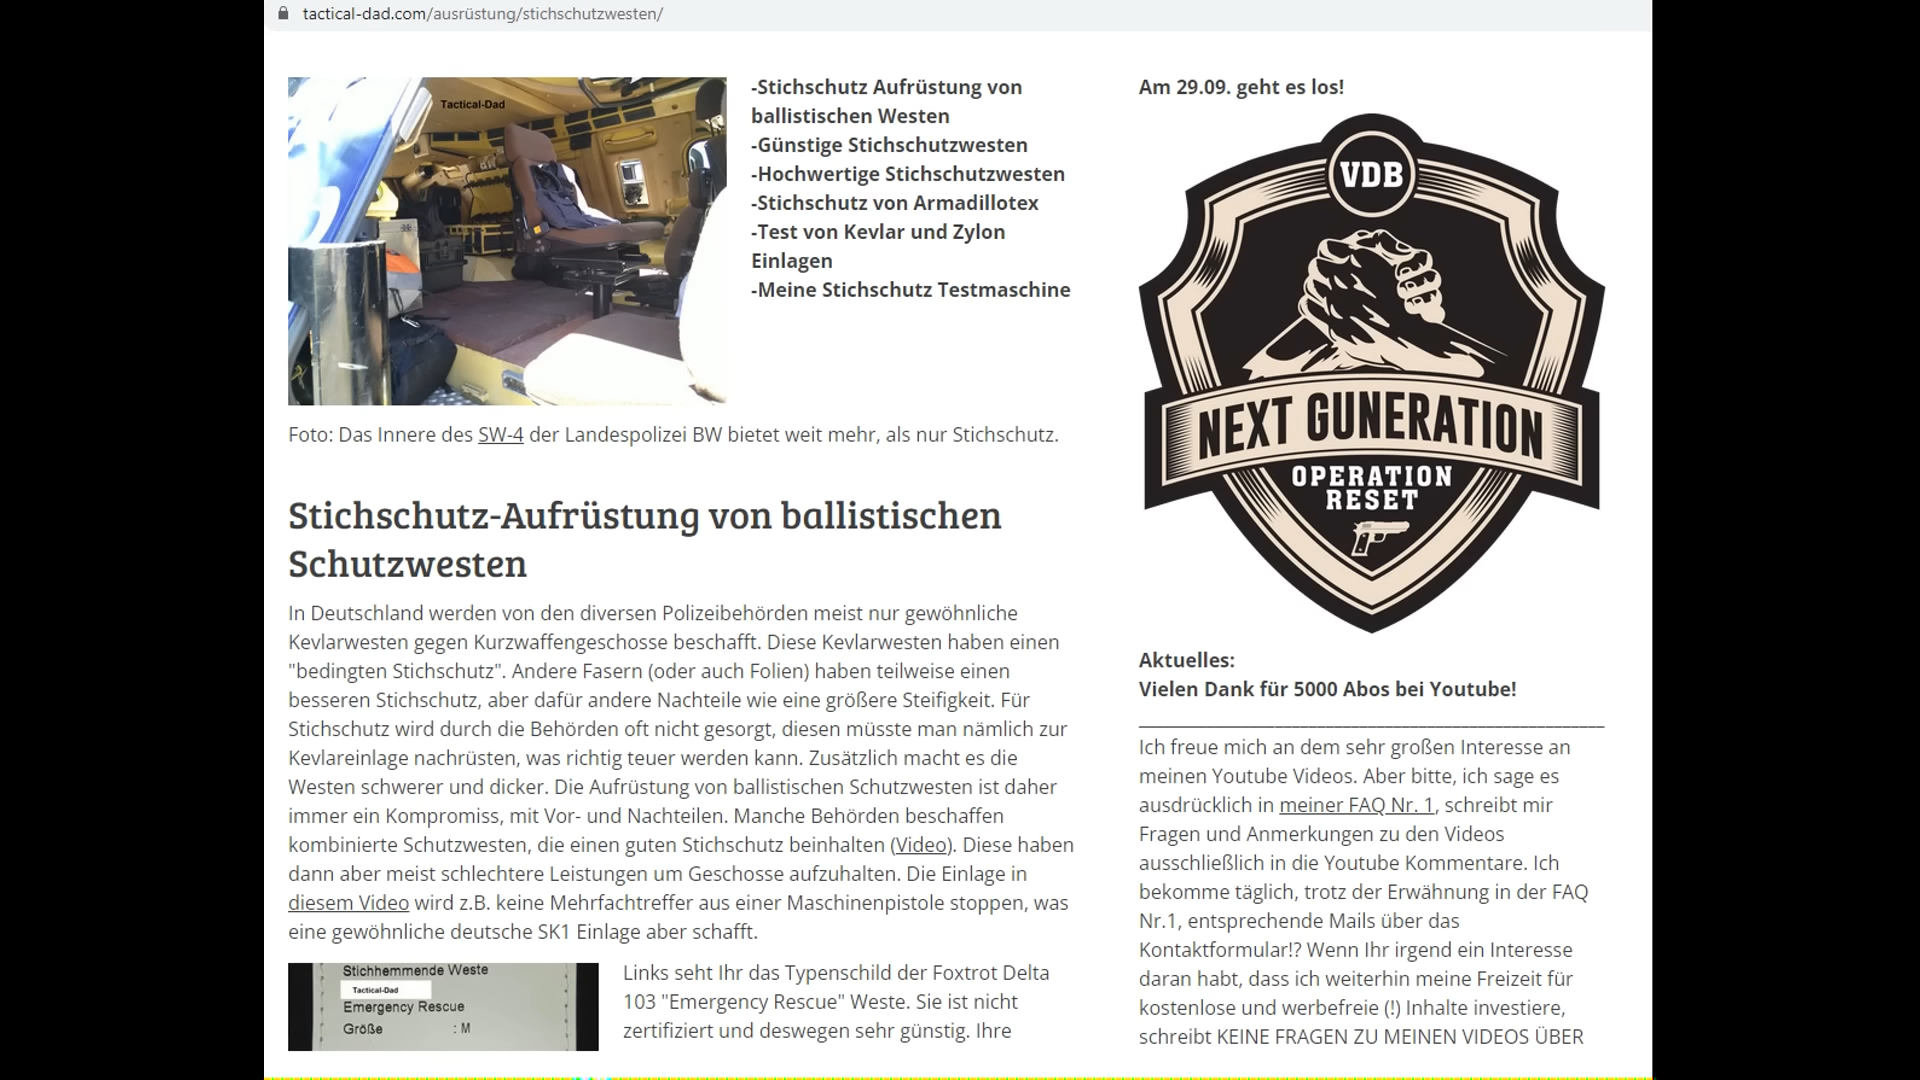 tactical-dad.com/ausrüstung/stichschutzwesten/
Tactical-Dad
-Stichschutz Aufrüstung von
ballistischen Westen
-Günstige Stichschutzwesten
-Hochwertige Stichschutzwesten
-Stichschutz von Armadillotex
-Test von Kevlar und Zylon
Einlagen
-Meine Stichschutz Testmaschine
Foto: Das Innere des SW-4 der Landespolizei BW bietet weit mehr, als nur Stichschutz.
Stichschutz-Aufrüstung von ballistischen
Schutzwesten
In Deutschland werden von den diversen Polizeibehörden meist nur gewöhnliche
Kevlarwesten gegen Kurzwaffengeschosse beschafft. Diese Kevlarwesten haben einen
"bedingten Stichschutz". Andere Fasern (oder auch Folien) haben teilweise einen
besseren Stichschutz, aber dafür andere Nachteile wie eine größere Steifigkeit. Für
Stichschutz wird durch die Behörden oft nicht gesorgt, diesen müsste man nämlich zur
Kevlareinlage nachrüsten, was richtig teuer werden kann. Zusätzlich macht es die
Westen schwerer und dicker. Die Aufrüstung von ballistischen Schutzwesten ist daher
immer ein Kompromiss, mit Vor- und Nachteilen. Manche Behörden beschaffen
kombinierte Schutzwesten, die einen guten Stichschutz beinhalten (Video). Diese haben
dann aber meist schlechtere Leistungen um Geschosse aufzuhalten. Die Einlage in
diesem Video wird z.B. keine Mehrfachtreffer aus einer Maschinenpistole stoppen, was
eine gewöhnliche deutsche SK1 Einlage aber schafft.
Stichhemmende Weste
Tactical-Dad
Emergency Rescue
Größe : M
Links seht Ihr das Typenschild der Foxtrot Delta
103 "Emergency Rescue" Weste. Sie ist nicht
zertifiziert und deswegen sehr günstig. Ihre
Am 29.09. geht es los!
VDB
NEXT GUNERATION
OPERATION
RESET
Aktuelles:
Vielen Dank für 5000 Abos bei Youtube!
Ich freue mich an dem sehr großen Interesse an
meinen Youtube Videos. Aber bitte, ich sage es
ausdrücklich in meiner FAQ Nr. 1, schreibt mir
Fragen und Anmerkungen zu den Videos
ausschließlich in die Youtube Kommentare. Ich
bekomme täglich, trotz der Erwähnung in der FAQ
Nr.1, entsprechende Mails über das
Kontaktformular!? Wenn Ihr irgend ein Interesse
daran habt, dass ich weiterhin meine Freizeit für
kostenlose und werbefreie (!) Inhalte investiere,
schreibt KEINE FRAGEN ZU MEINEN VIDEOS ÜBER